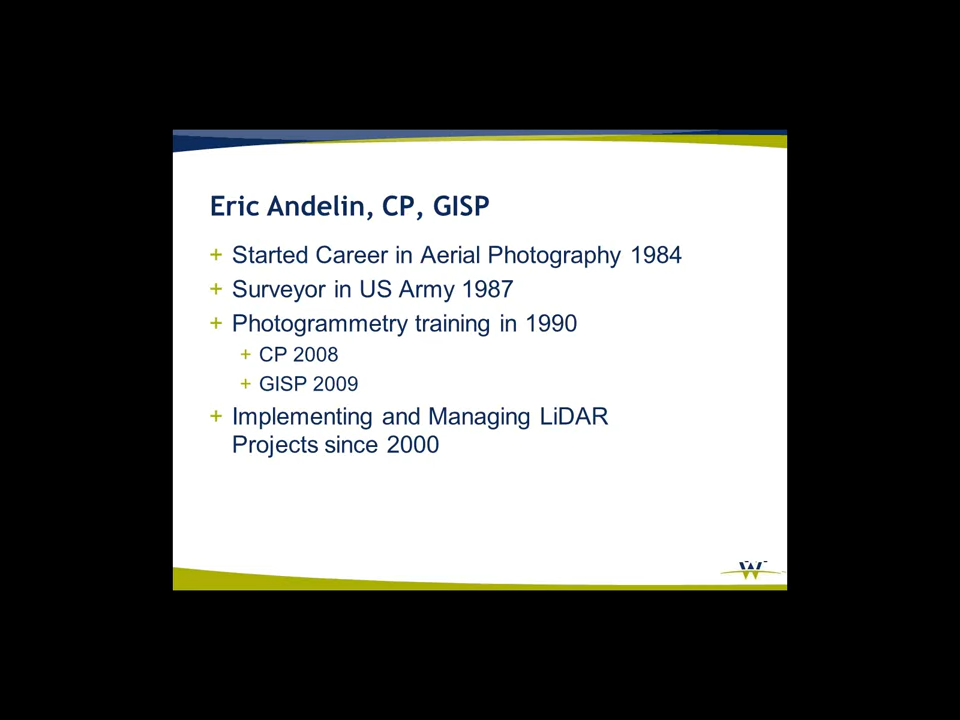 Eric Andelin, CP, GISP
+ Started Career in Aerial Photography 1984
+ Surveyor in US Army 1987
+ Photogrammetry training in 1990
+ CP 2008
+ GISP 2009
+ Implementing and Managing LiDAR
Projects since 2000
W